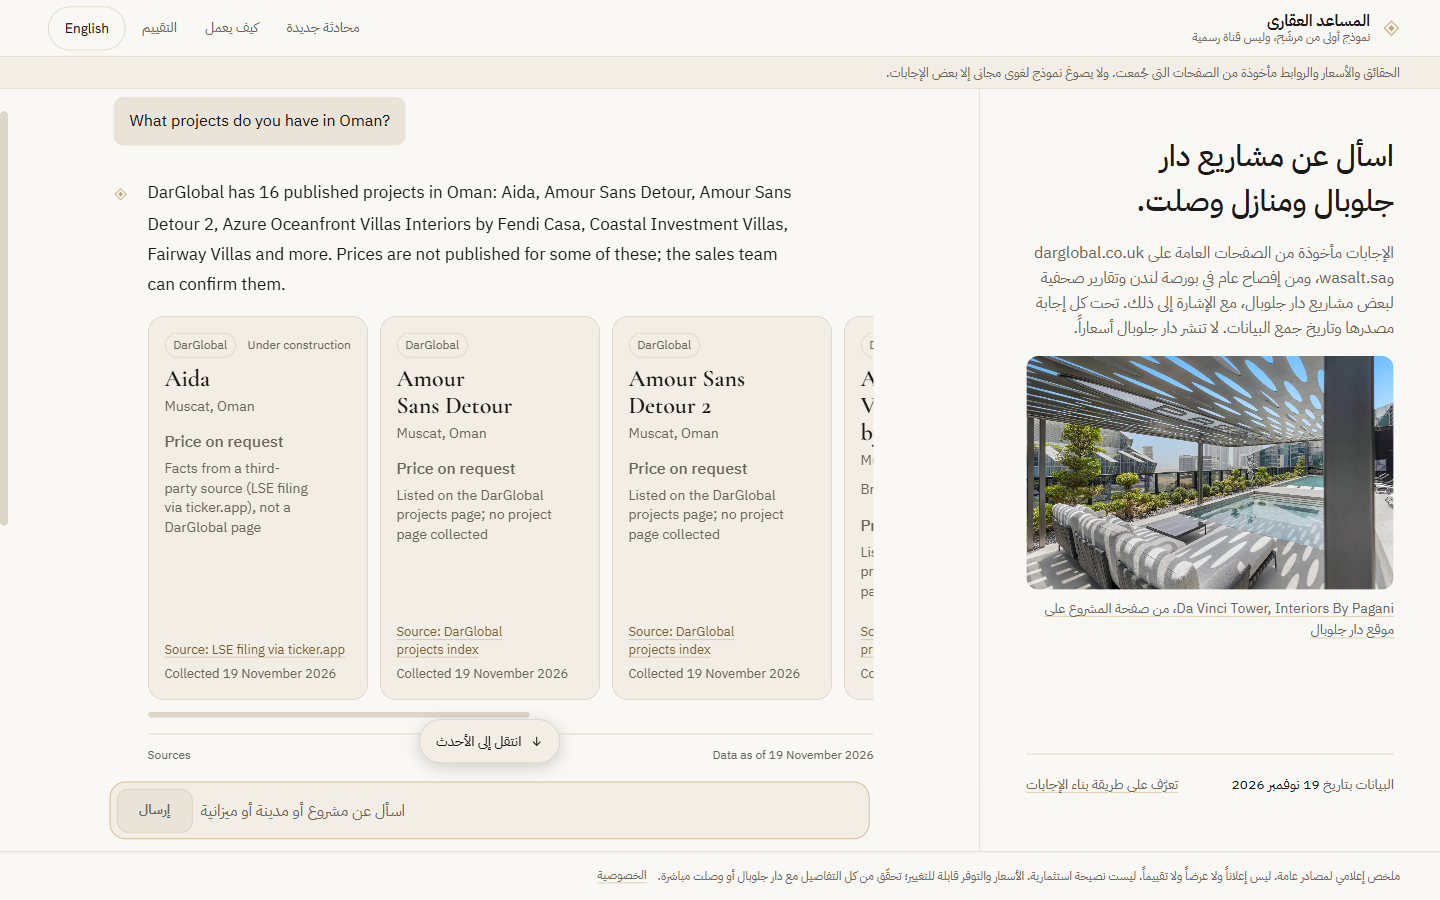 المساعد العقاري
نموذج أولي من مرشّح، وليس قناة رسمية
محادثة جديدة
كيف يعمل
التقييم
English
الحقائق والأسعار والروابط مأخوذة من الصفحات التي جُمعت. ولا يصوغ نموذج لغوي مجاني إلا بعض الإجابات.
اسأل عن مشاريع دار
جلوبال ومنازل وصلت.
الإجابات مأخوذة من الصفحات العامة على darglobal.co.uk
وwasalt.sa، ومن إفصاح عام في بورصة لندن وتقارير صحفية
لبعض مشاريع دار جلوبال، مع الإشارة إلى ذلك. تحت كل إجابة
مصدرها وتاريخ جمع البيانات. لا تنشر دار جلوبال أسعاراً.
Da Vinci Tower, Interiors By Pagani، من صفحة المشروع على
موقع دار جلوبال
البيانات بتاريخ 19 نوفمبر 2026
تعرّف على طريقة بناء الإجابات
What projects do you have in Oman?
DarGlobal has 16 published projects in Oman: Aida, Amour Sans Detour, Amour Sans
Detour 2, Azure Oceanfront Villas Interiors by Fendi Casa, Coastal Investment Villas,
Fairway Villas and more. Prices are not published for some of these; the sales team
can confirm them.
DarGlobal
Under construction
Aida
Muscat, Oman
Price on request
Facts from a third-
party source (LSE filing
via ticker.app), not a
DarGlobal page
Source: LSE filing via ticker.app
Collected 19 November 2026
DarGlobal
Amour
Sans Detour
Muscat, Oman
Price on request
Listed on the DarGlobal
projects page; no project
page collected
Source: DarGlobal
projects index
Collected 19 November 2026
DarGlobal
Amour Sans
Detour 2
Muscat, Oman
Price on request
Listed on the DarGlobal
projects page; no project
page collected
Source: DarGlobal
projects index
Collected 19 November 2026
انتقل إلى الأحدث
Sources
Data as of 19 November 2026
اسأل عن مشروع أو مدينة أو ميزانية
إرسال
ملخص إعلامي لمصادر عامة. ليس إعلاناً ولا عرضاً ولا تقييماً. ليست نصيحة استثمارية. الأسعار والتوفر قابلة للتغيير؛ تحقّق من كل التفاصيل مع دار جلوبال أو وصلت مباشرة.
الخصوصية